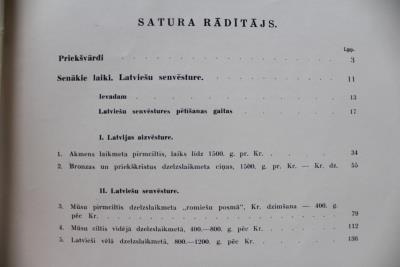 SATURA RĀDĪTĀJS.
Lpp.
Priekšvārdi 3
Senākie laiki. Latviešu senvēsture. 11
Ievadam 13
Latviešu senvēstures pētīšanas gaitas 17
I. Latvijas aizvēsture.
1. Akmens laikmeta pirmciltis, laiks līdz 1500. g. pr. Kr. 34
2. Bronzas un priekškristus dzelzslaikmeta ciņas, 1500. g. pr. Kr. — Kr. dz. 55
II. Latviešu senvēsture.
3. Mūsu pirmciltis dzelzslaikmetā „romiešu posmā", Kr. dzimšana — 400. g.
pēc Kr. 79
4. Mūsu ciltis vidējā dzelzslaikmetā, 400.—800. g. pēc Kr. 112
5. Latvieši vēlā dzelzslaikmetā, 800.—1200. g. pēc Kr. 136